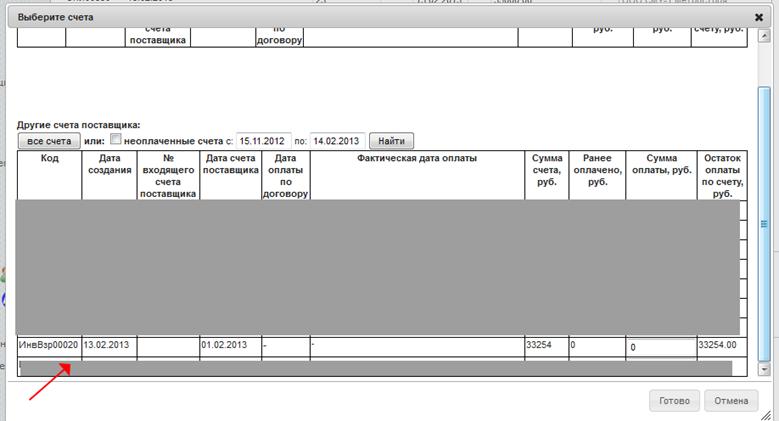 Выберите счета
счета
поставщика
по
договору
руб.
руб.
счету, руб.
Другие счета поставщика:
все счета или: неоплаченные счета с: 15.11.2012 по: 14.02.2013 Найти
Код
Дата
создания
№
входящего
счета
поставщика
Дата счета
поставщика
Дата
оплаты
по
договору
Фактическая дата оплаты
Сумма
счета,
руб.
Ранее
оплачено,
руб.
Сумма
оплаты, руб.
Остаток
оплаты
по счету,
руб.
ИнвВзр00020 13.02.2013 01.02.2013 - - 33254 0 0 33254.00
Готово Отмена